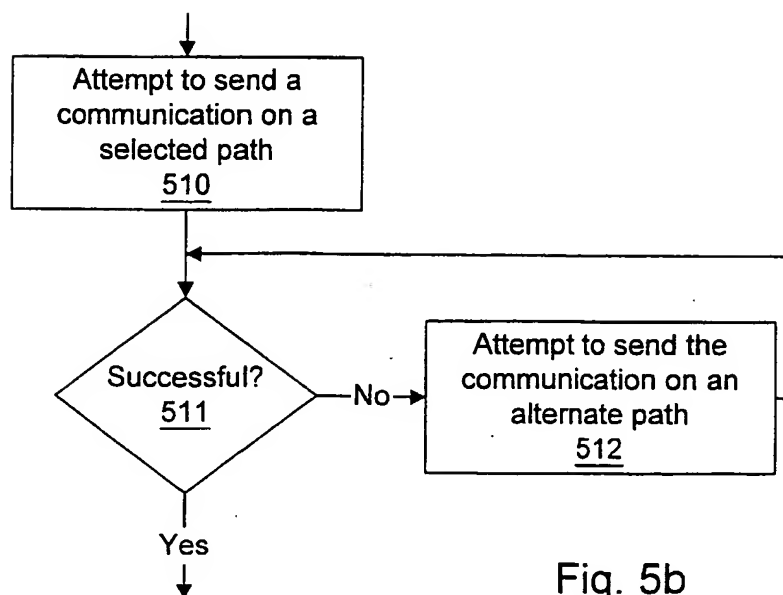 Attempt to send a
communication on a
selected path
510
Successful?
511
No
Attempt to send the
communication on an
alternate path
512
Yes
Fig. 5b